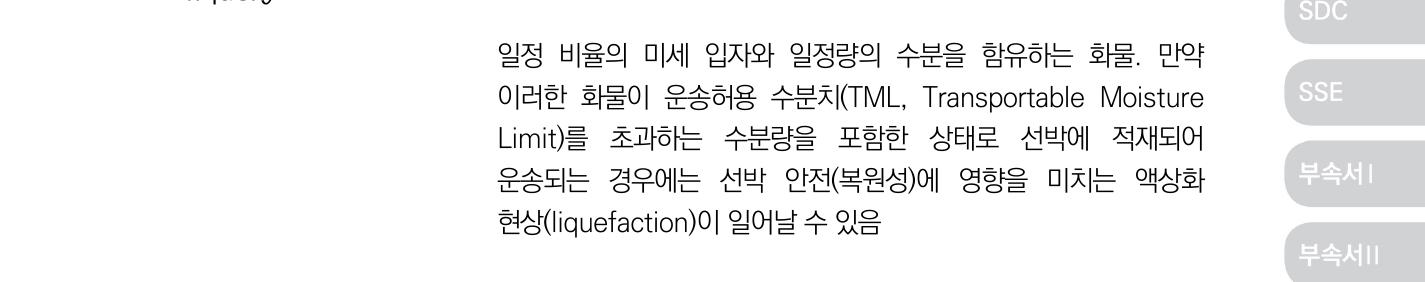 SDC
일정 비율의 미세 입자와 일정량의 수분을 함유하는 화물. 만약
이러한 화물이 운송허용 수분치(TML, Transportable Moisture
Limit)를 초과하는 수분량을 포함한 상태로 선박에 적재되어
운송되는 경우에는 선박 안전(복원성)에 영향을 미치는 액상화
현상(liquefaction)이 일어날 수 있음
SSE
부속서 I
부속서 II